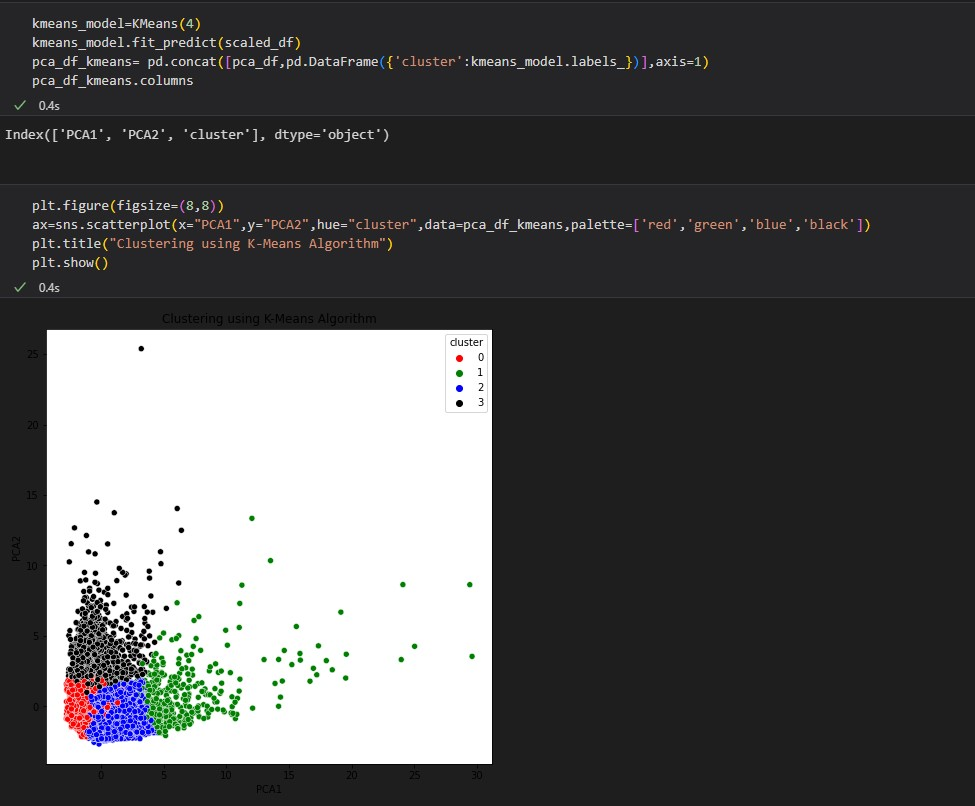 kmeans_model=KMeans(4)
kmeans_model.fit_predict(scaled_df)
pca_df_kmeans= pd.concat([pca_df,pd.DataFrame({'cluster':kmeans_model.labels_})],axis=1)
pca_df_kmeans.columns
0.4s
Index(['PCA1', 'PCA2', 'cluster'], dtype='object')
plt.figure(figsize=(8,8))
ax=sns.scatterplot(x="PCA1",y="PCA2",hue="cluster",data=pca_df_kmeans,palette=['red','green','blue','black'])
plt.title("Clustering using K-Means Algorithm")
plt.show()
0.4s
Clustering using K-Means Algorithm
cluster
0
1
2
3
25
20
15
10
5
0
PCA2
0 5 10 15 20 25 30
PCA1